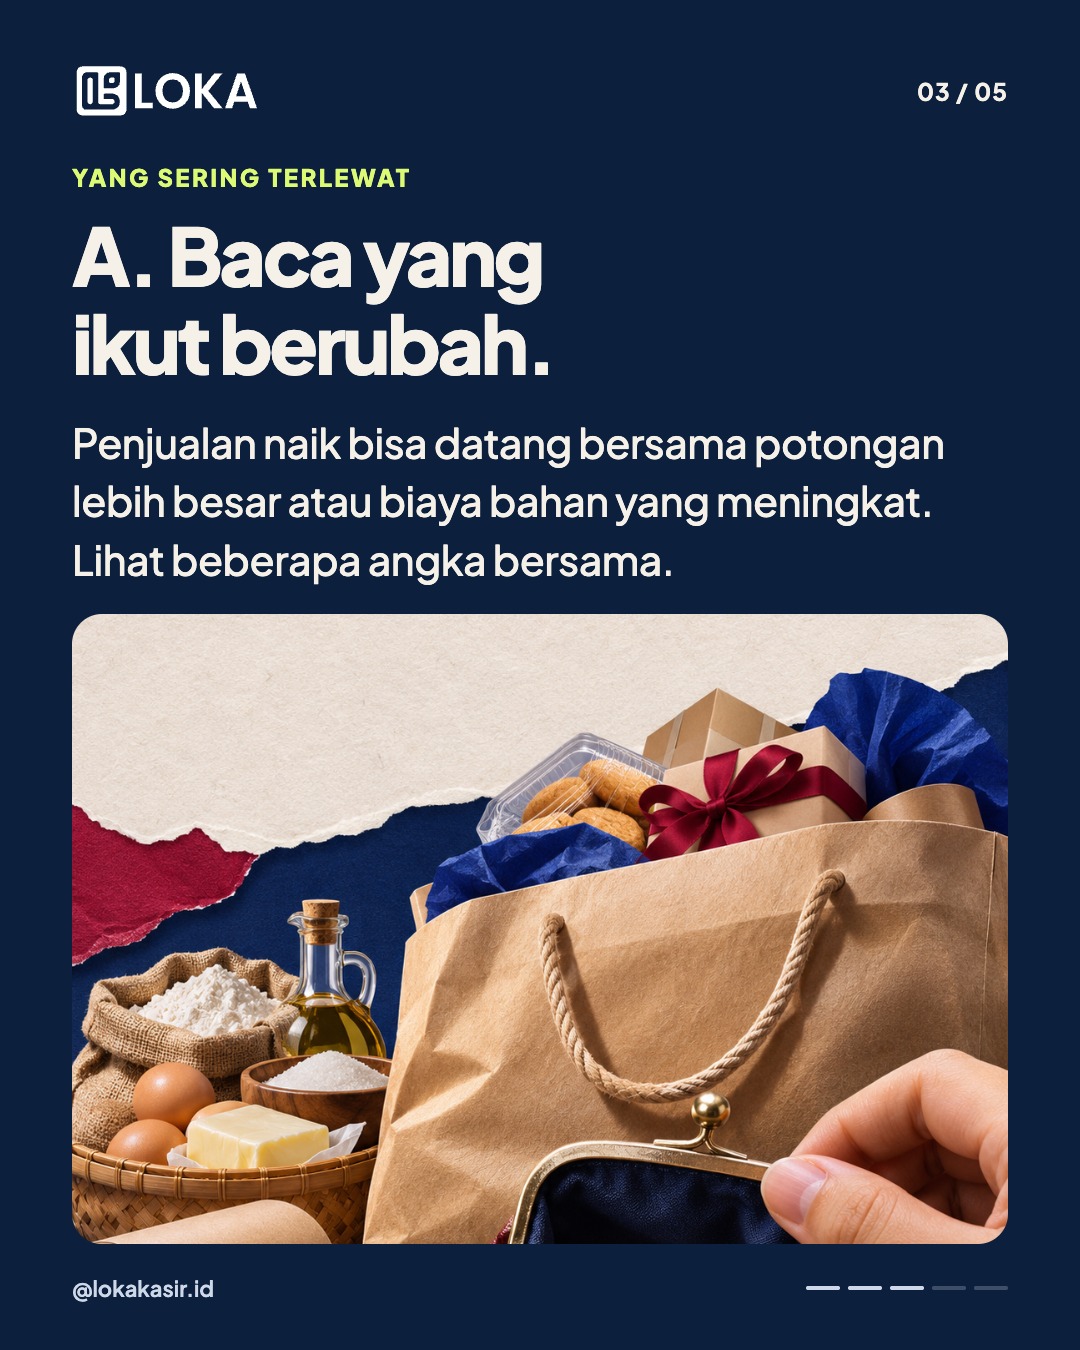 LOKA
03 / 05
YANG SERING TERLEWAT
A. Baca yang
ikut berubah.
Penjualan naik bisa datang bersama potongan
lebih besar atau biaya bahan yang meningkat.
Lihat beberapa angka bersama.
@lokakasir.id